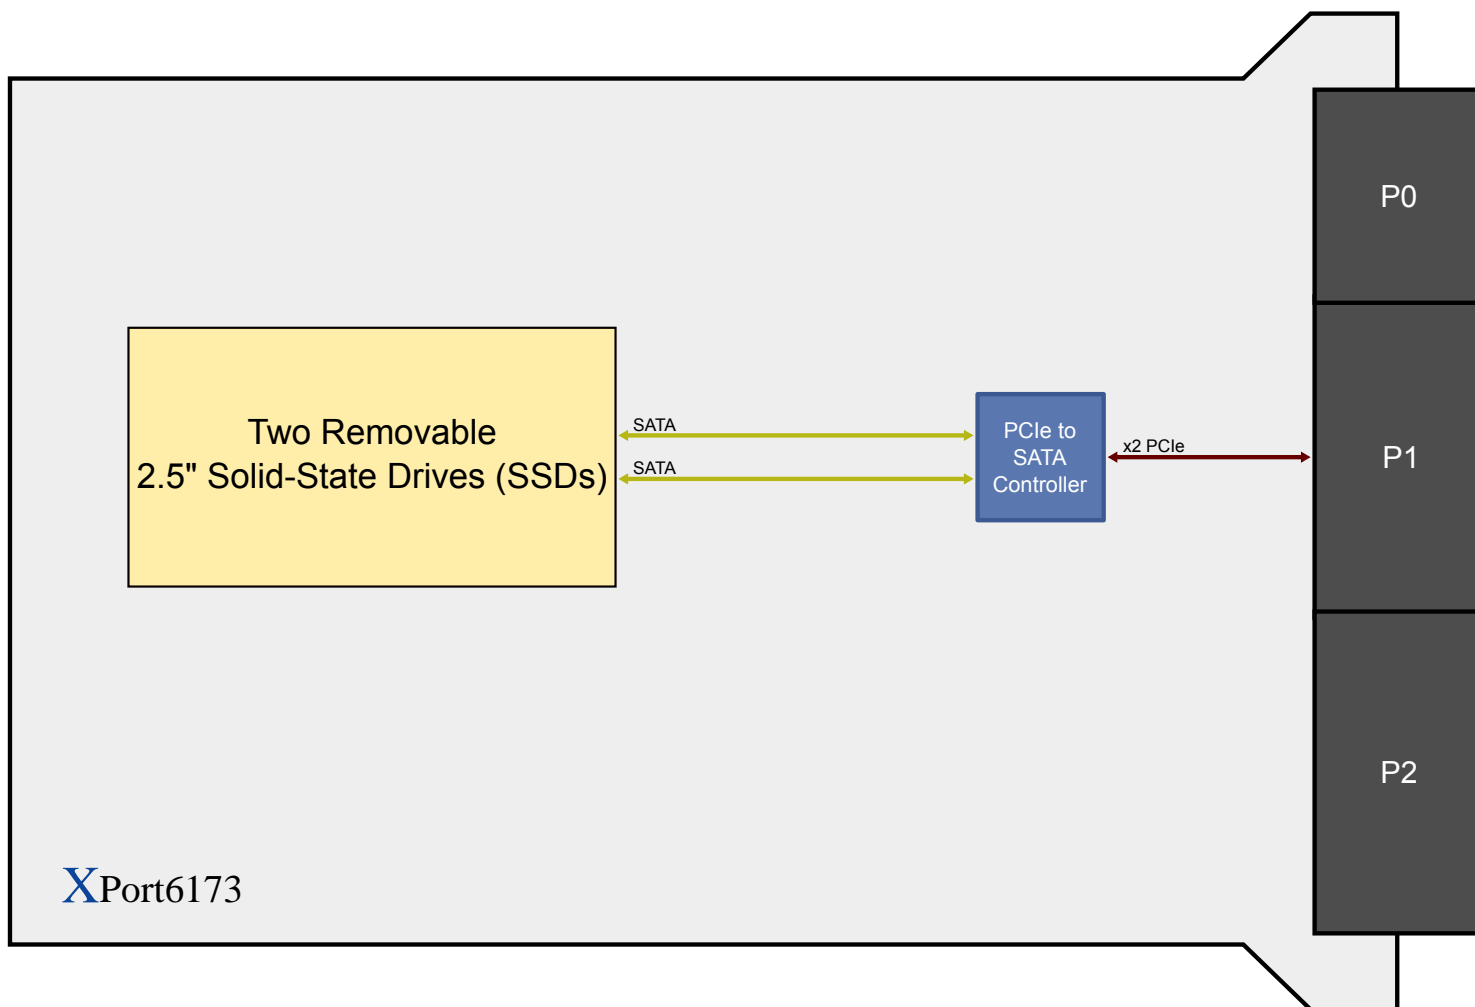 P0
Two Removable
2.5" Solid-State Drives (SSDs)
SATA
SATA
PCIe to
SATA
Controller
x2 PCIe
P1
P2
XPort6173